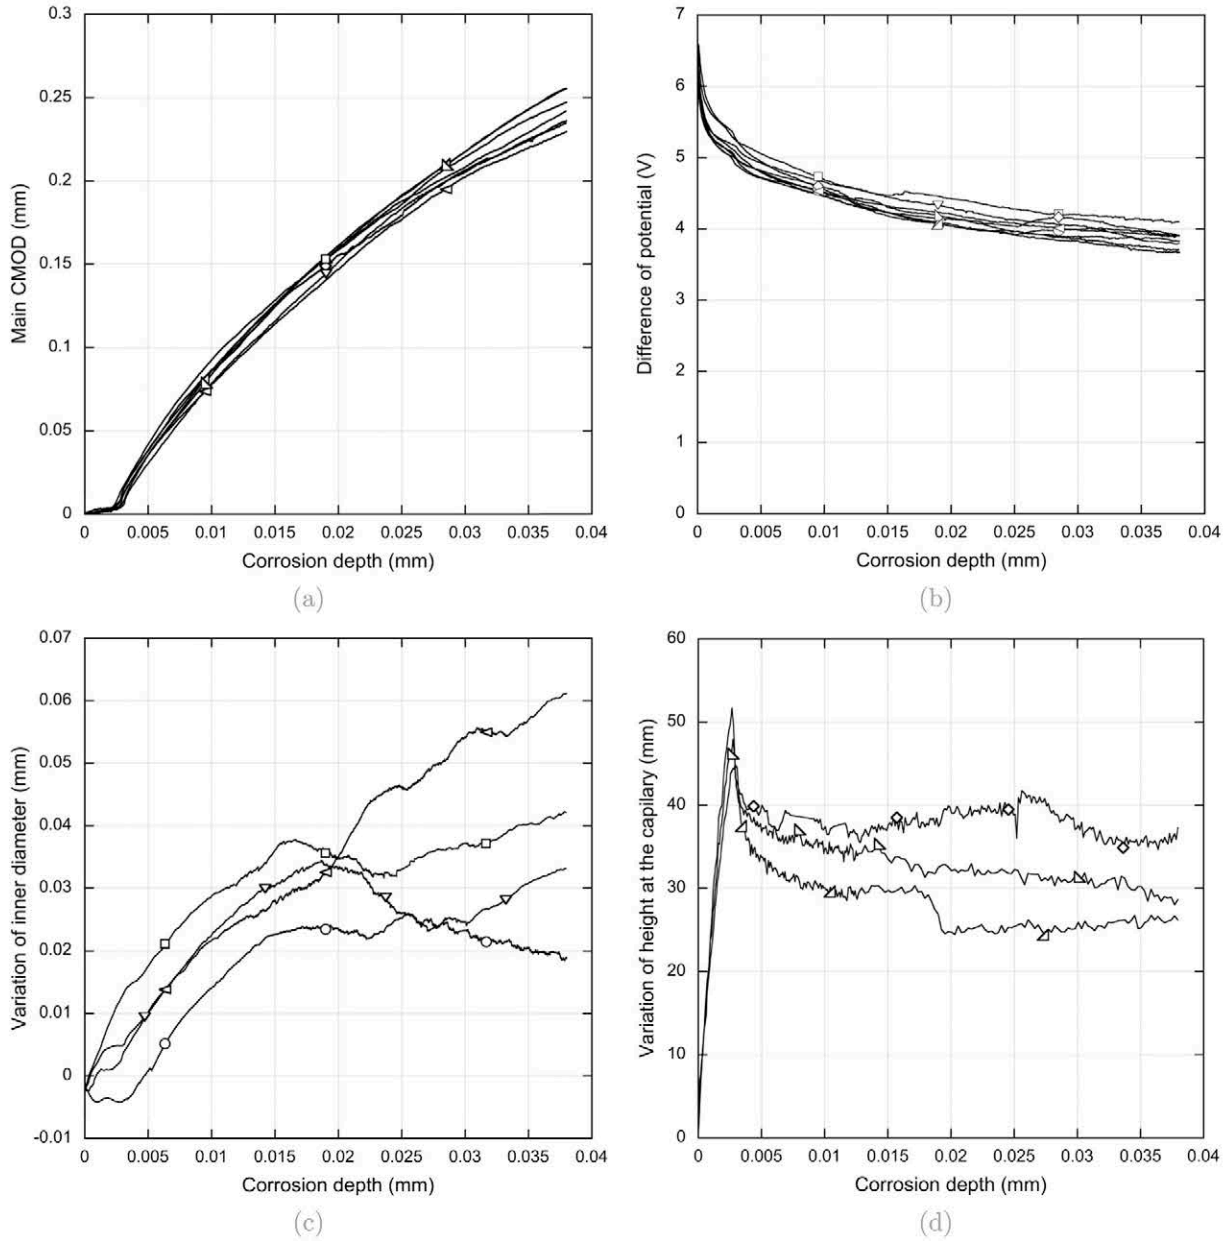 0.3
0.25
0.2
0.15
0.1
0.05
0
Main CMOD (mm)
0 0.005 0.01 0.015 0.02 0.025 0.03 0.035 0.04
Corrosion depth (mm)
(a)
7
6
5
4
3
2
1
0
Difference of potential (V)
0 0.005 0.01 0.015 0.02 0.025 0.03 0.035 0.04
Corrosion depth (mm)
(b)
0.07
0.06
0.05
0.04
0.03
0.02
0.01
0
-0.01
Variation of inner diameter (mm)
0 0.005 0.01 0.015 0.02 0.025 0.03 0.035 0.04
Corrosion depth (mm)
(c)
60
50
40
30
20
10
0
Variation of height at the capilary (mm)
0 0.005 0.01 0.015 0.02 0.025 0.03 0.035 0.04
Corrosion depth (mm)
(d)